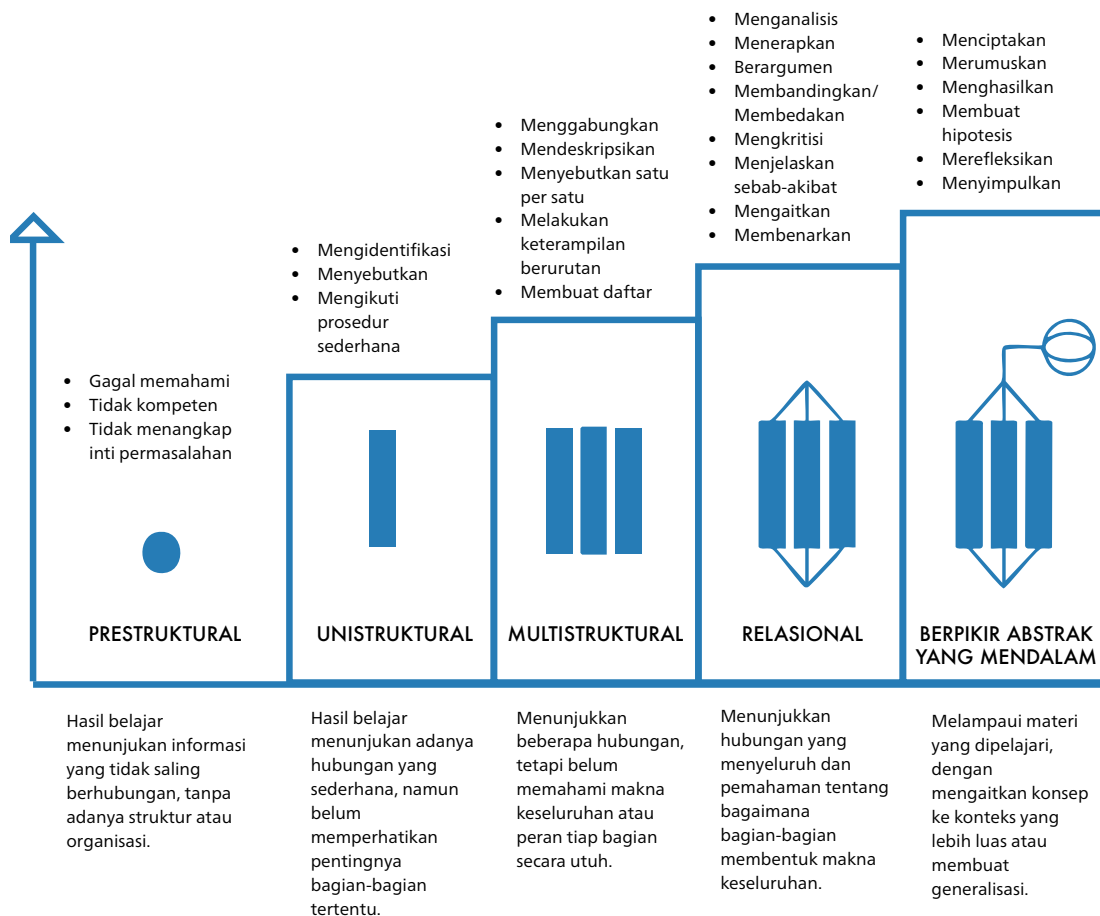 • Gagal memahami
• Tidak kompeten
• Tidak menangkap
inti permasalahan
PRESTRUKTURAL
Hasil belajar
menunjukan informasi
yang tidak saling
berhubungan, tanpa
adanya struktur atau
organisasi.
• Mengidentifikasi
• Menyebutkan
• Mengikuti
prosedur
sederhana
UNISTRUKTURAL
Hasil belajar
menunjukan adanya
hubungan yang
sederhana, namun
belum
memperhatikan
pentingnya
bagian-bagian
tertentu.
• Menggabungkan
• Mendeskripsikan
• Menyebutkan satu
per satu
• Melakukan
keterampilan
berurutan
• Membuat daftar
MULTISTRUKTURAL
Menunjukkan
beberapa hubungan,
tetapi belum
memahami makna
keseluruhan atau
peran tiap bagian
secara utuh.
• Menganalisis
• Menerapkan
• Berargumen
• Membandingkan/
Membedakan
• Mengkritisi
• Menjelaskan
sebab-akibat
• Mengaitkan
• Membenarkan
RELASIONAL
Menunjukkan
hubungan yang
menyeluruh dan
pemahaman tentang
bagaimana
bagian-bagian
membentuk makna
keseluruhan.
• Menciptakan
• Merumuskan
• Menghasilkan
• Membuat
hipotesis
• Merefleksikan
• Menyimpulkan
BERPIKIR ABSTRAK
YANG MENDALAM
Melampaui materi
yang dipelajari,
dengan
mengaitkan konsep
ke konteks yang
lebih luas atau
membuat
generalisasi.